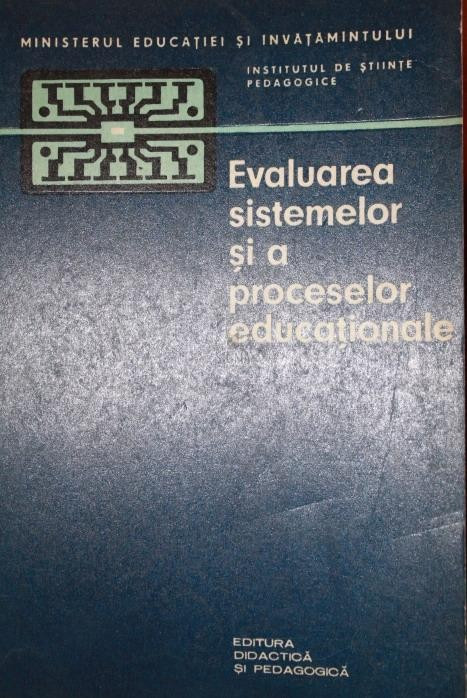 MINISTERUL EDUCAȚIEI ȘI INVĂȚĂMINTULUI
INSTITUTUL DE ȘTIINȚE
PEDAGOGICE
Evaluarea
sistemelor
și a
proceselor
educaționale
EDITURA
DIDACTICĂ
ȘI PEDAGOGICĂ